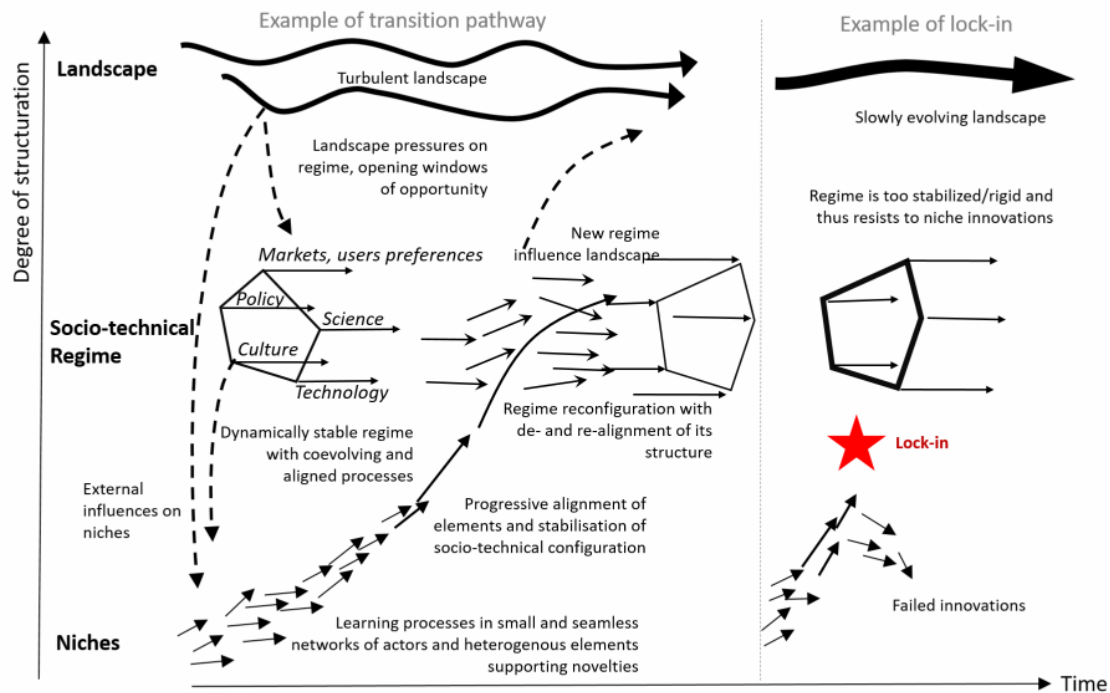 Example of transition pathway
Example of lock-in
Degree of structuration
Landscape
Turbulent landscape
Slowly evolving landscape
Landscape pressures on
regime, opening windows
of opportunity
Regime is too stabilized/rigid and
thus resists to niche innovations
New regime
influence landscape
Markets, users preferences
Policy
Science
Socio-technical
Regime
Culture
Technology
Regime reconfiguration with
de- and re-alignment of its
structure
Dynamically stable regime
with coevolving and
aligned processes
Lock-in
External
influences on
niches
Progressive alignment of
elements and stabilisation of
socio-technical configuration
Failed innovations
Niches
Learning processes in small and seamless
networks of actors and heterogenous elements
supporting novelties
Time